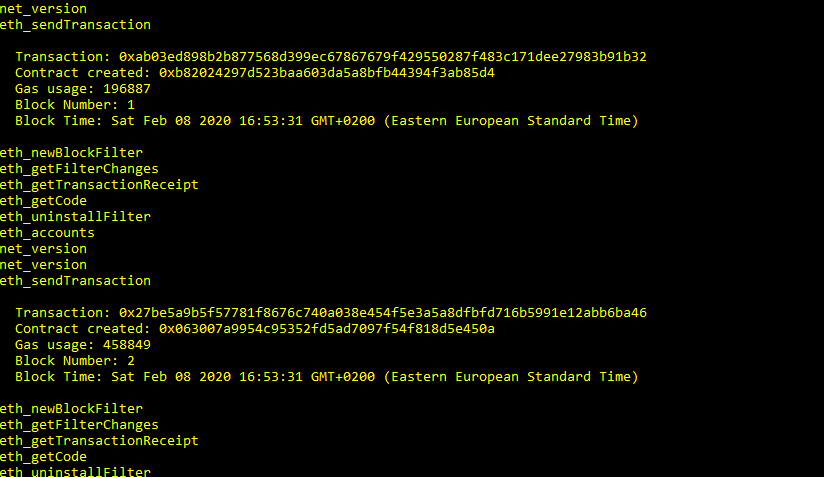 net_version
eth_sendTransaction
Transaction: 0xab03ed898b2b877568d399ec67867679f429550287f483c171dee27983b91b32
Contract created: 0xb82024297d523baa603da5a8bfb44394f3ab85d4
Gas usage: 196887
Block Number: 1
Block Time: Sat Feb 08 2020 16:53:31 GMT+0200 (Eastern European Standard Time)
eth_newBlockFilter
eth_getFilterChanges
eth_getTransactionReceipt
eth_getCode
eth_uninstallFilter
eth_accounts
net_version
net_version
eth_sendTransaction
Transaction: 0x27be5a9b5f57781f8676c740a038e454f5e3a5a8dfbfd716b5991e12abb6ba46
Contract created: 0x063007a9954c95352fd5ad7097f54f818d5e450a
Gas usage: 458849
Block Number: 2
Block Time: Sat Feb 08 2020 16:53:31 GMT+0200 (Eastern European Standard Time)
eth_newBlockFilter
eth_getFilterChanges
eth_getTransactionReceipt
eth_getCode
eth_uninstallFilter